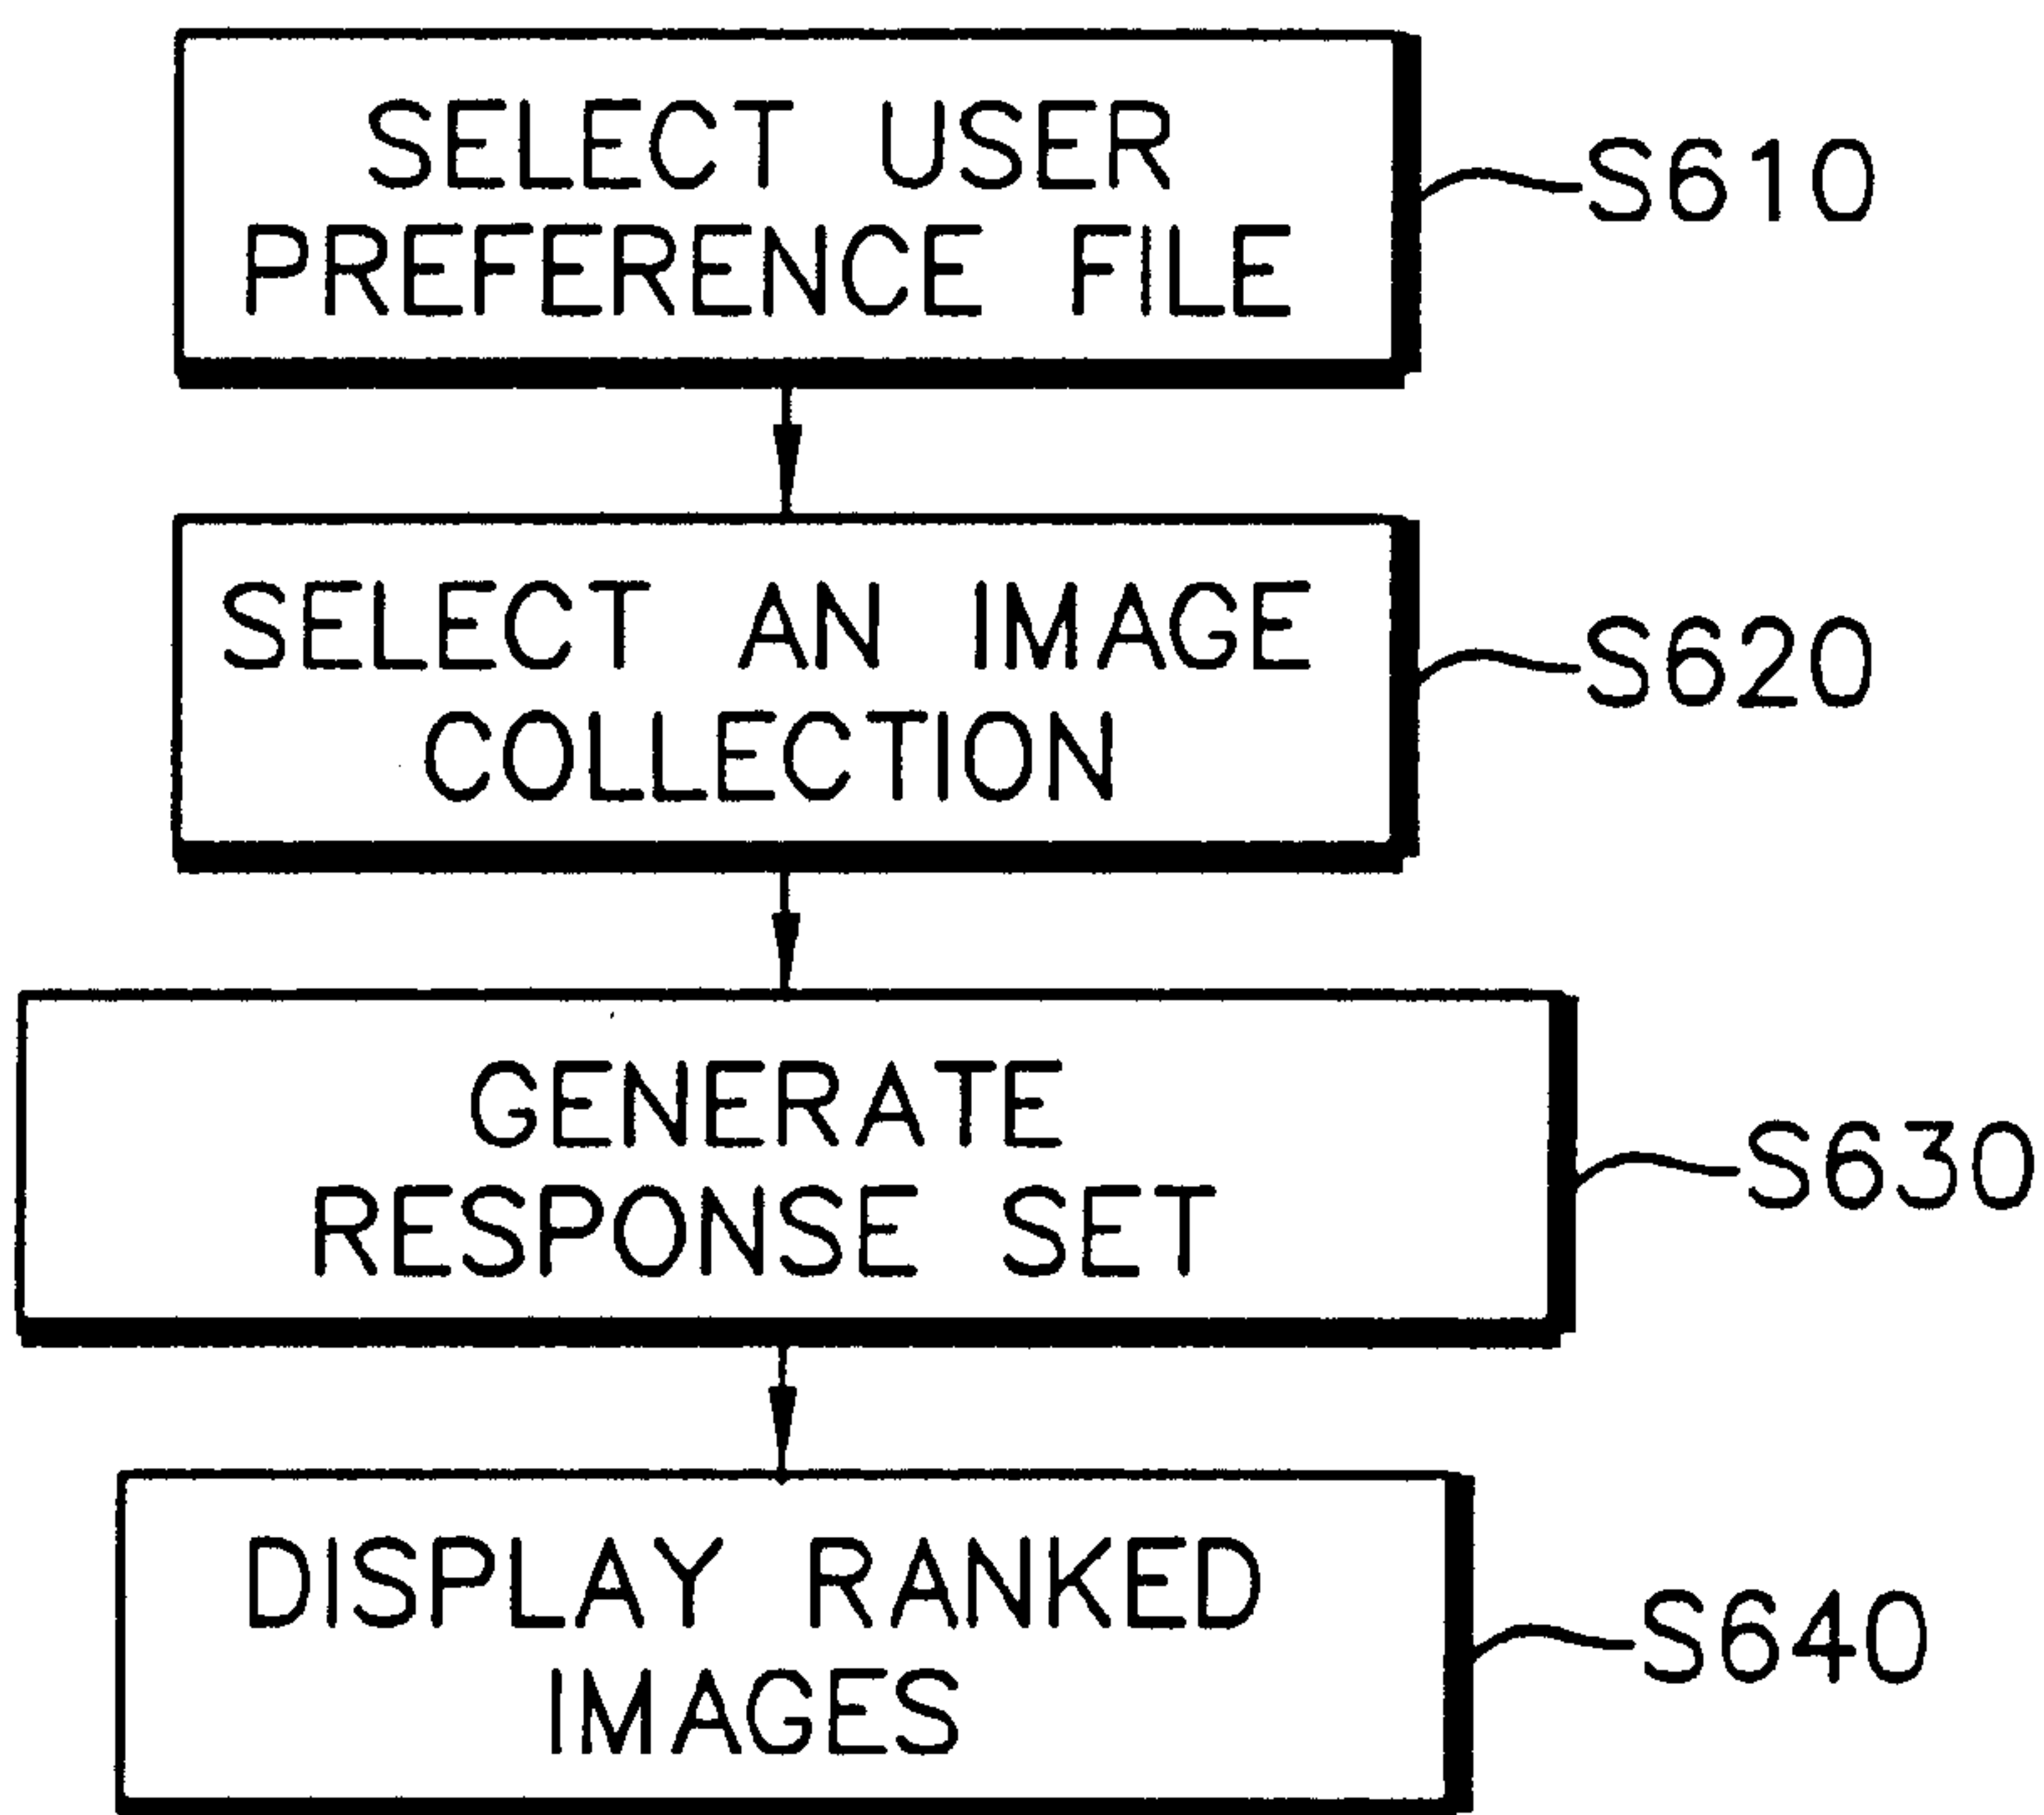 SELECT USER
PREFERENCE FILE
S610
SELECT AN IMAGE
COLLECTION
S620
GENERATE
RESPONSE SET
S630
DISPLAY RANKED
IMAGES
S640